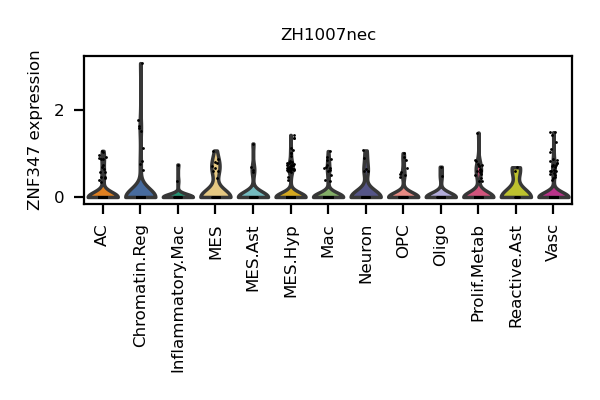 ZH1007nec
ZNF347 expression
2
0
AC
Chromatin.Reg
Inflammatory.Mac
MES
MES.Ast
MES.Hyp
Mac
Neuron
OPC
Oligo
Prolif.Metab
Reactive.Ast
Vasc